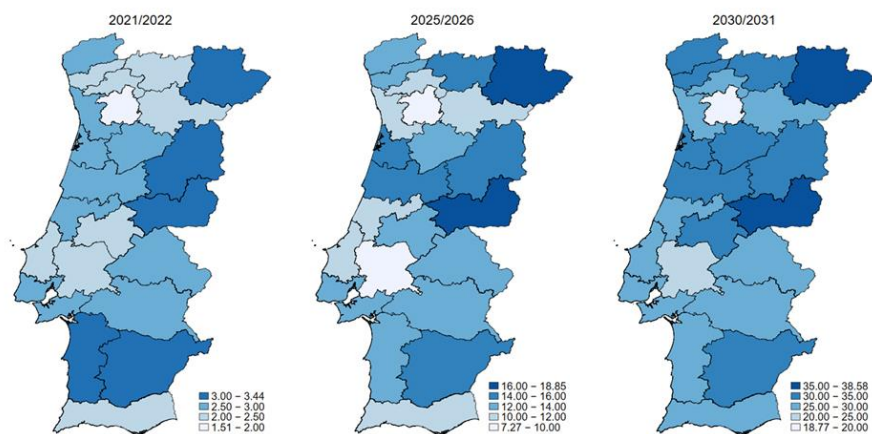 2021/2022
3.00 – 3.44
2.50 – 3.00
2.00 – 2.50
1.51 – 2.00
2025/2026
16.00 – 18.85
14.00 – 16.00
12.00 – 14.00
10.00 – 12.00
7.27 – 10.00
2030/2031
35.00 – 38.58
30.00 – 35.00
25.00 – 30.00
20.00 – 25.00
18.77 – 20.00